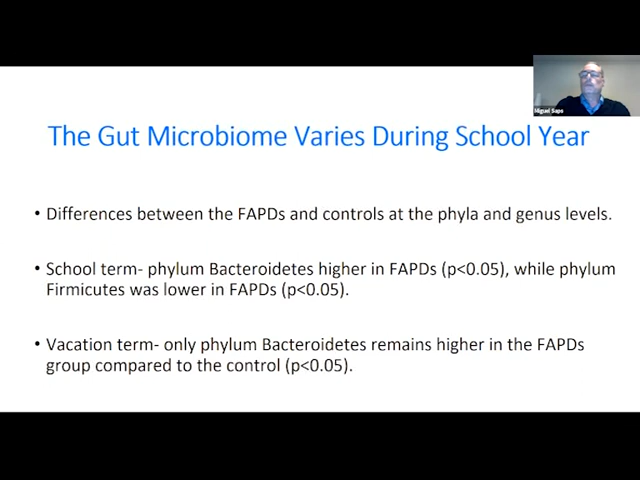 Miguel Saps
The Gut Microbiome Varies During School Year
• Differences between the FAPDs and controls at the phyla and genus levels.
• School term- phylum Bacteroidetes higher in FAPDs (p<0.05), while phylum
Firmicutes was lower in FAPDs (p<0.05).
• Vacation term- only phylum Bacteroidetes remains higher in the FAPDs
group compared to the control (p<0.05).